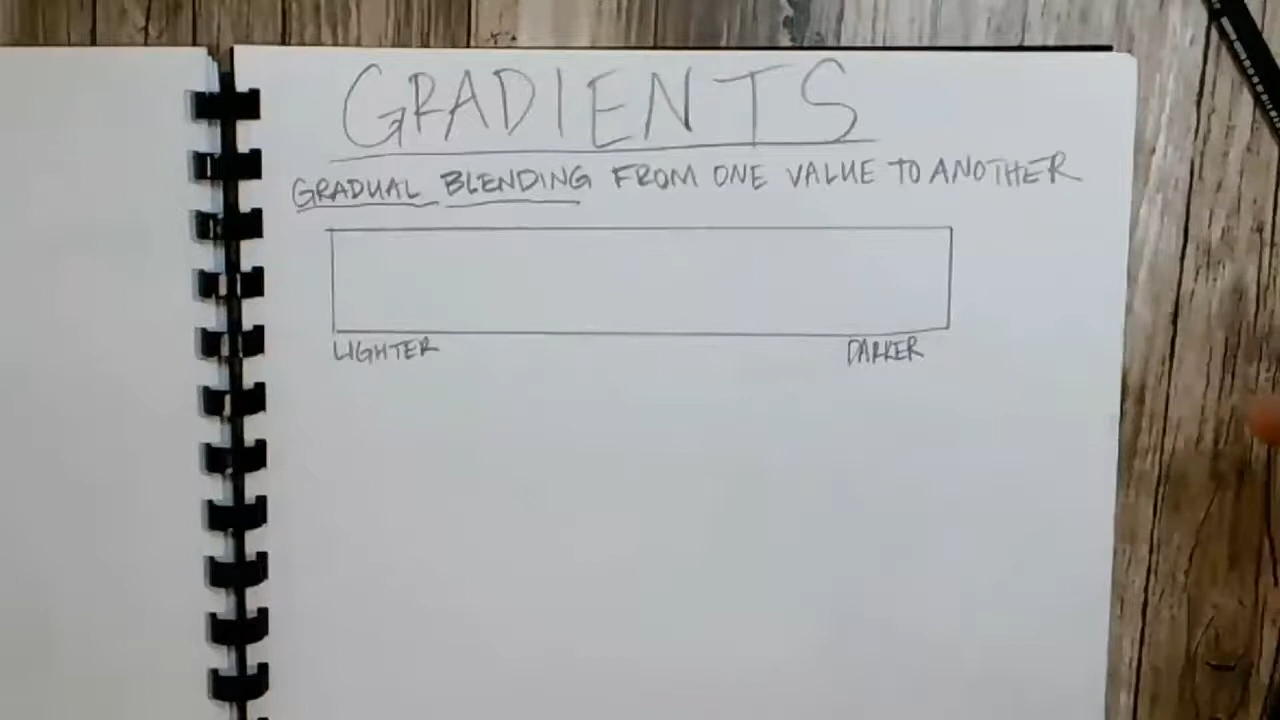 GRADIENTS
GRADUAL BLENDING FROM ONE VALUE TO ANOTHER
LIGHTER DARKER